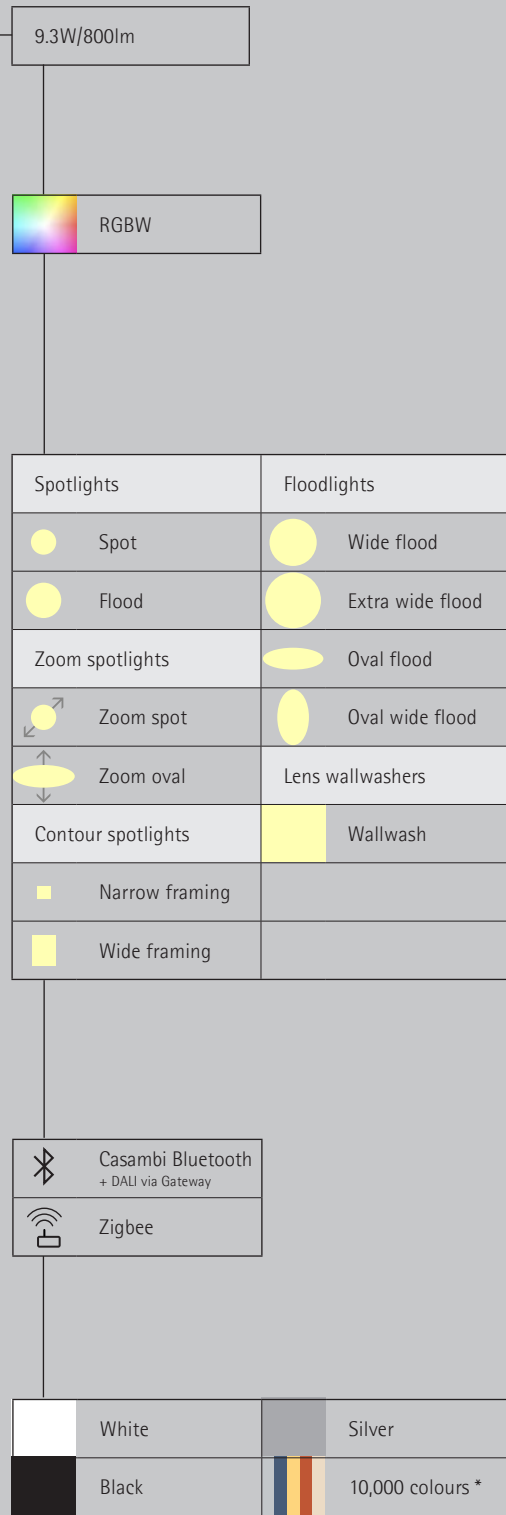 9.3W/800lm
RGBW
Spotlights
Floodlights
Spot
Wide flood
Flood
Extra wide flood
Zoom spotlights
Oval flood
Zoom spot
Oval wide flood
Zoom oval
Lens wallwashers
Contour spotlights
Wallwash
Narrow framing
Wide framing
Casambi Bluetooth
+ DALI via Gateway
Zigbee
White
Silver
Black
10,000 colours *